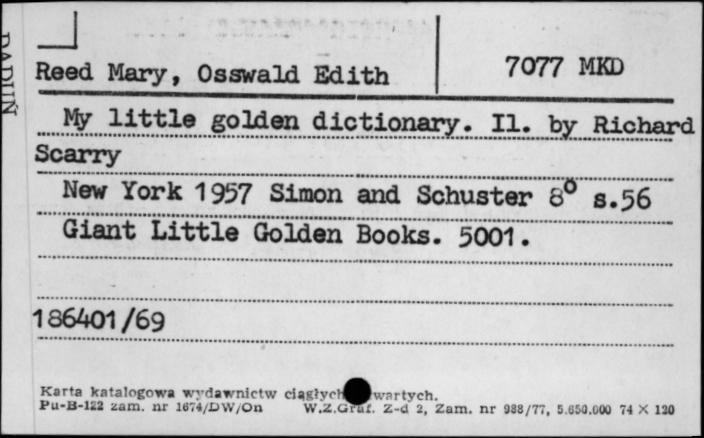 Reed Mary, Osswald Edith
7077 MKD
My little golden dictionary. Il. by Richard
Scarry
New York 1957 Simon and Schuster 8° s.56
Giant Little Golden Books. 5001.
186401/69
Karta katalogowa wydawnictw ciągłych wartych.
Pu-B-122 zam. nr 1674/DW/On W.Z.Graf. Z-d 2, Zam. nr 988/77, 5.650.000 74 X 120